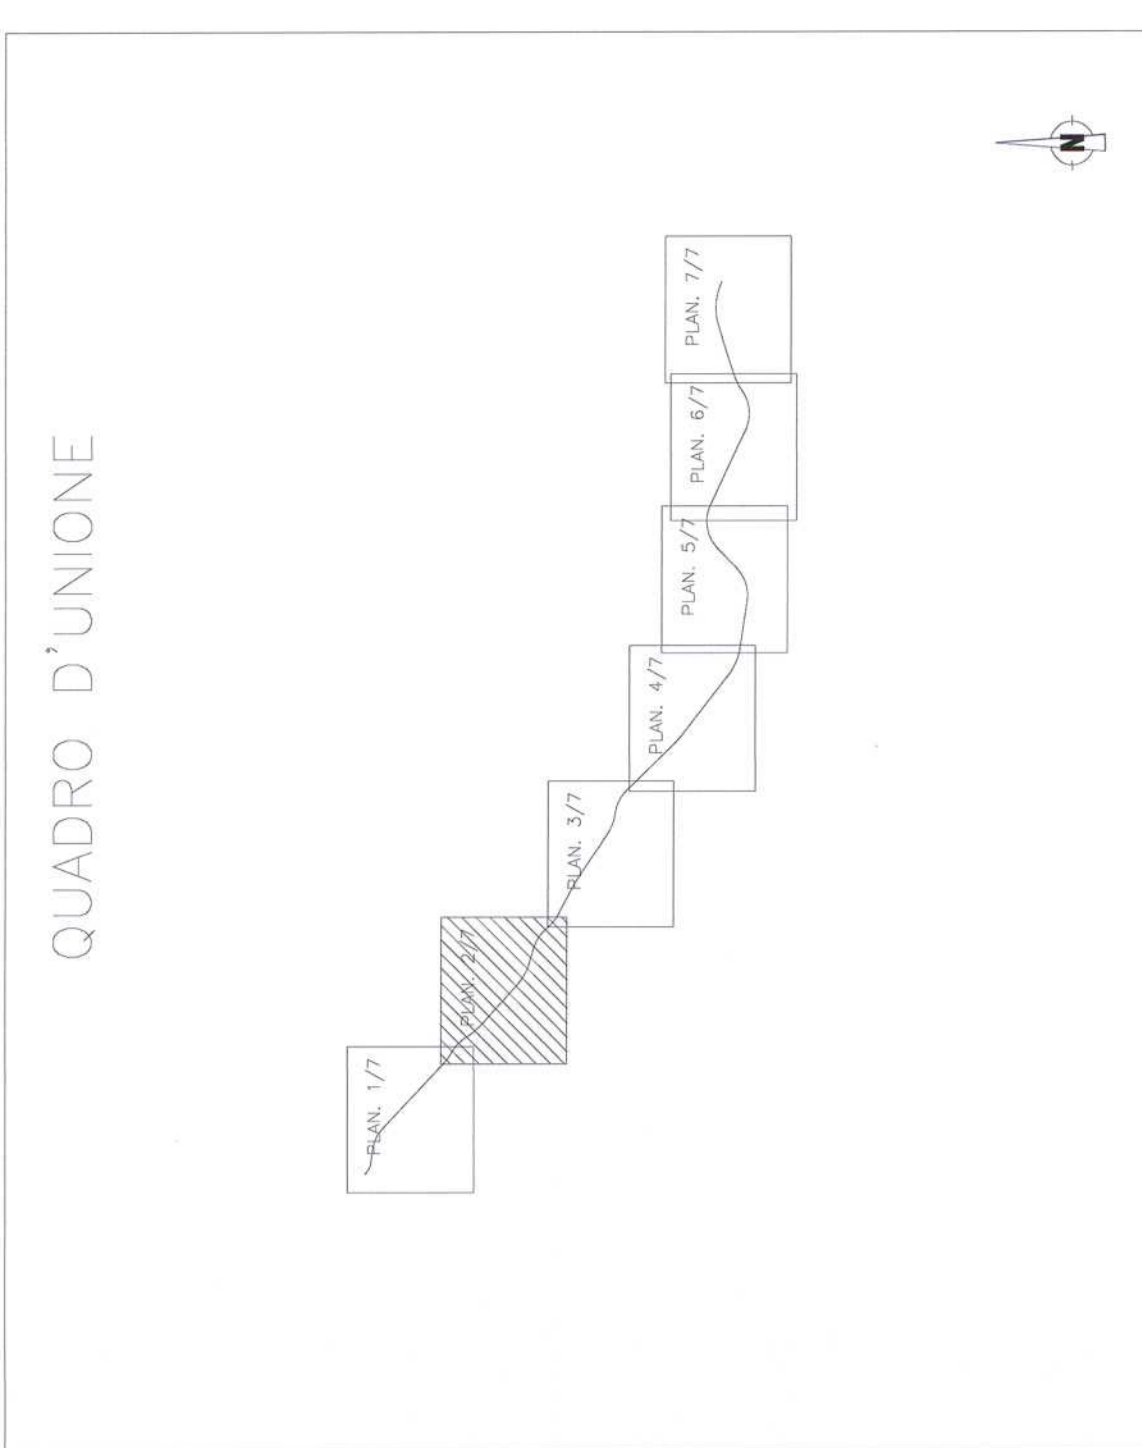 QUADRO D'UNIONE
N
PLAN. 1/7
PLAN. 2/7
PLAN. 3/7
PLAN. 4/7
PLAN. 5/7
PLAN. 6/7
PLAN. 7/7